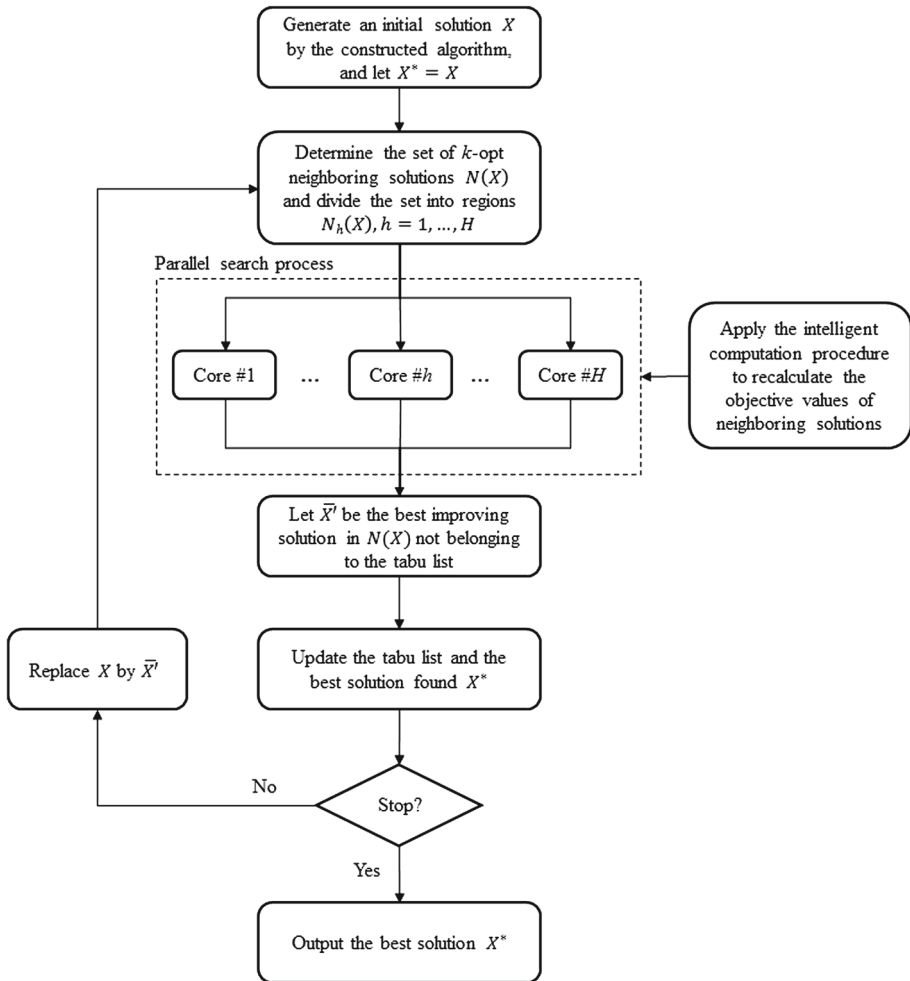 Generate an initial solution X
by the constructed algorithm,
and let X* = X
Determine the set of k-opt
neighboring solutions N(X)
and divide the set into regions
N_h(X), h = 1, ..., H
Parallel search process
Core #1
...
Core #h
...
Core #H
Apply the intelligent
computation procedure
to recalculate the
objective values of
neighboring solutions
Let X̅′ be the best improving
solution in N(X) not belonging
to the tabu list
Replace X by X̅′
Update the tabu list and the
best solution found X*
No
Stop?
Yes
Output the best solution X*